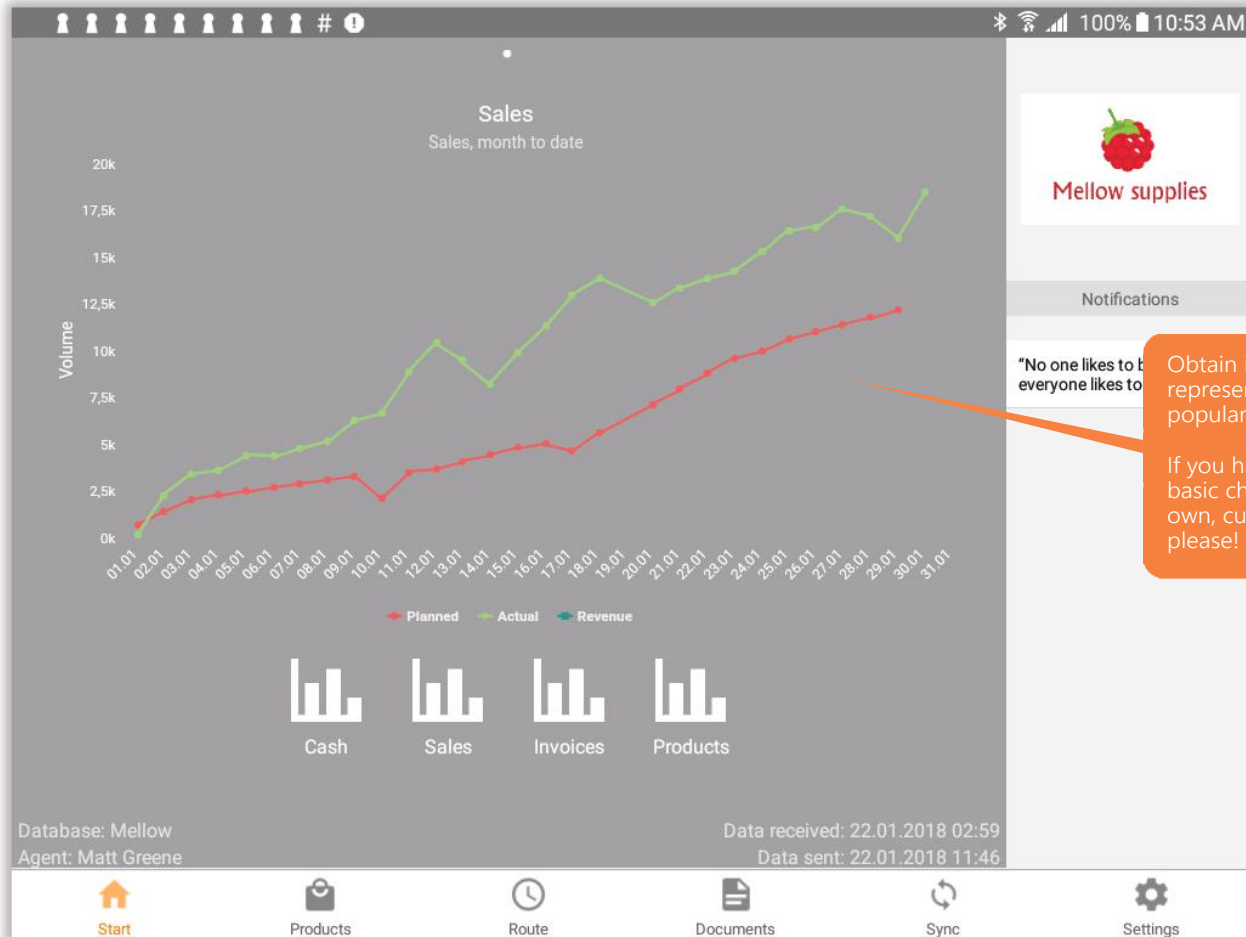 # 100% 10:53 AM
Sales
Sales, month to date
20k
17,5k
15k
12,5k
10k
7,5k
5k
2,5k
0k
Volume
01.01 02.01 03.01 04.01 05.01 06.01 07.01 08.01 09.01 10.01 11.01 12.01 13.01 14.01 15.01 16.01 17.01 18.01 19.01 20.01 21.01 22.01 23.01 24.01 25.01 26.01 27.01 28.01 29.01 30.01 31.01
Planned Actual Revenue
Cash Sales Invoices Products
Database: Mellow
Agent: Matt Greene
Data received: 22.01.2018 02:59
Data sent: 22.01.2018 11:46
Mellow supplies
Notifications
"No one likes to
everyone likes to
Obtain
popular
If you
basic
own,
please!
Start Products Route Documents Sync Settings